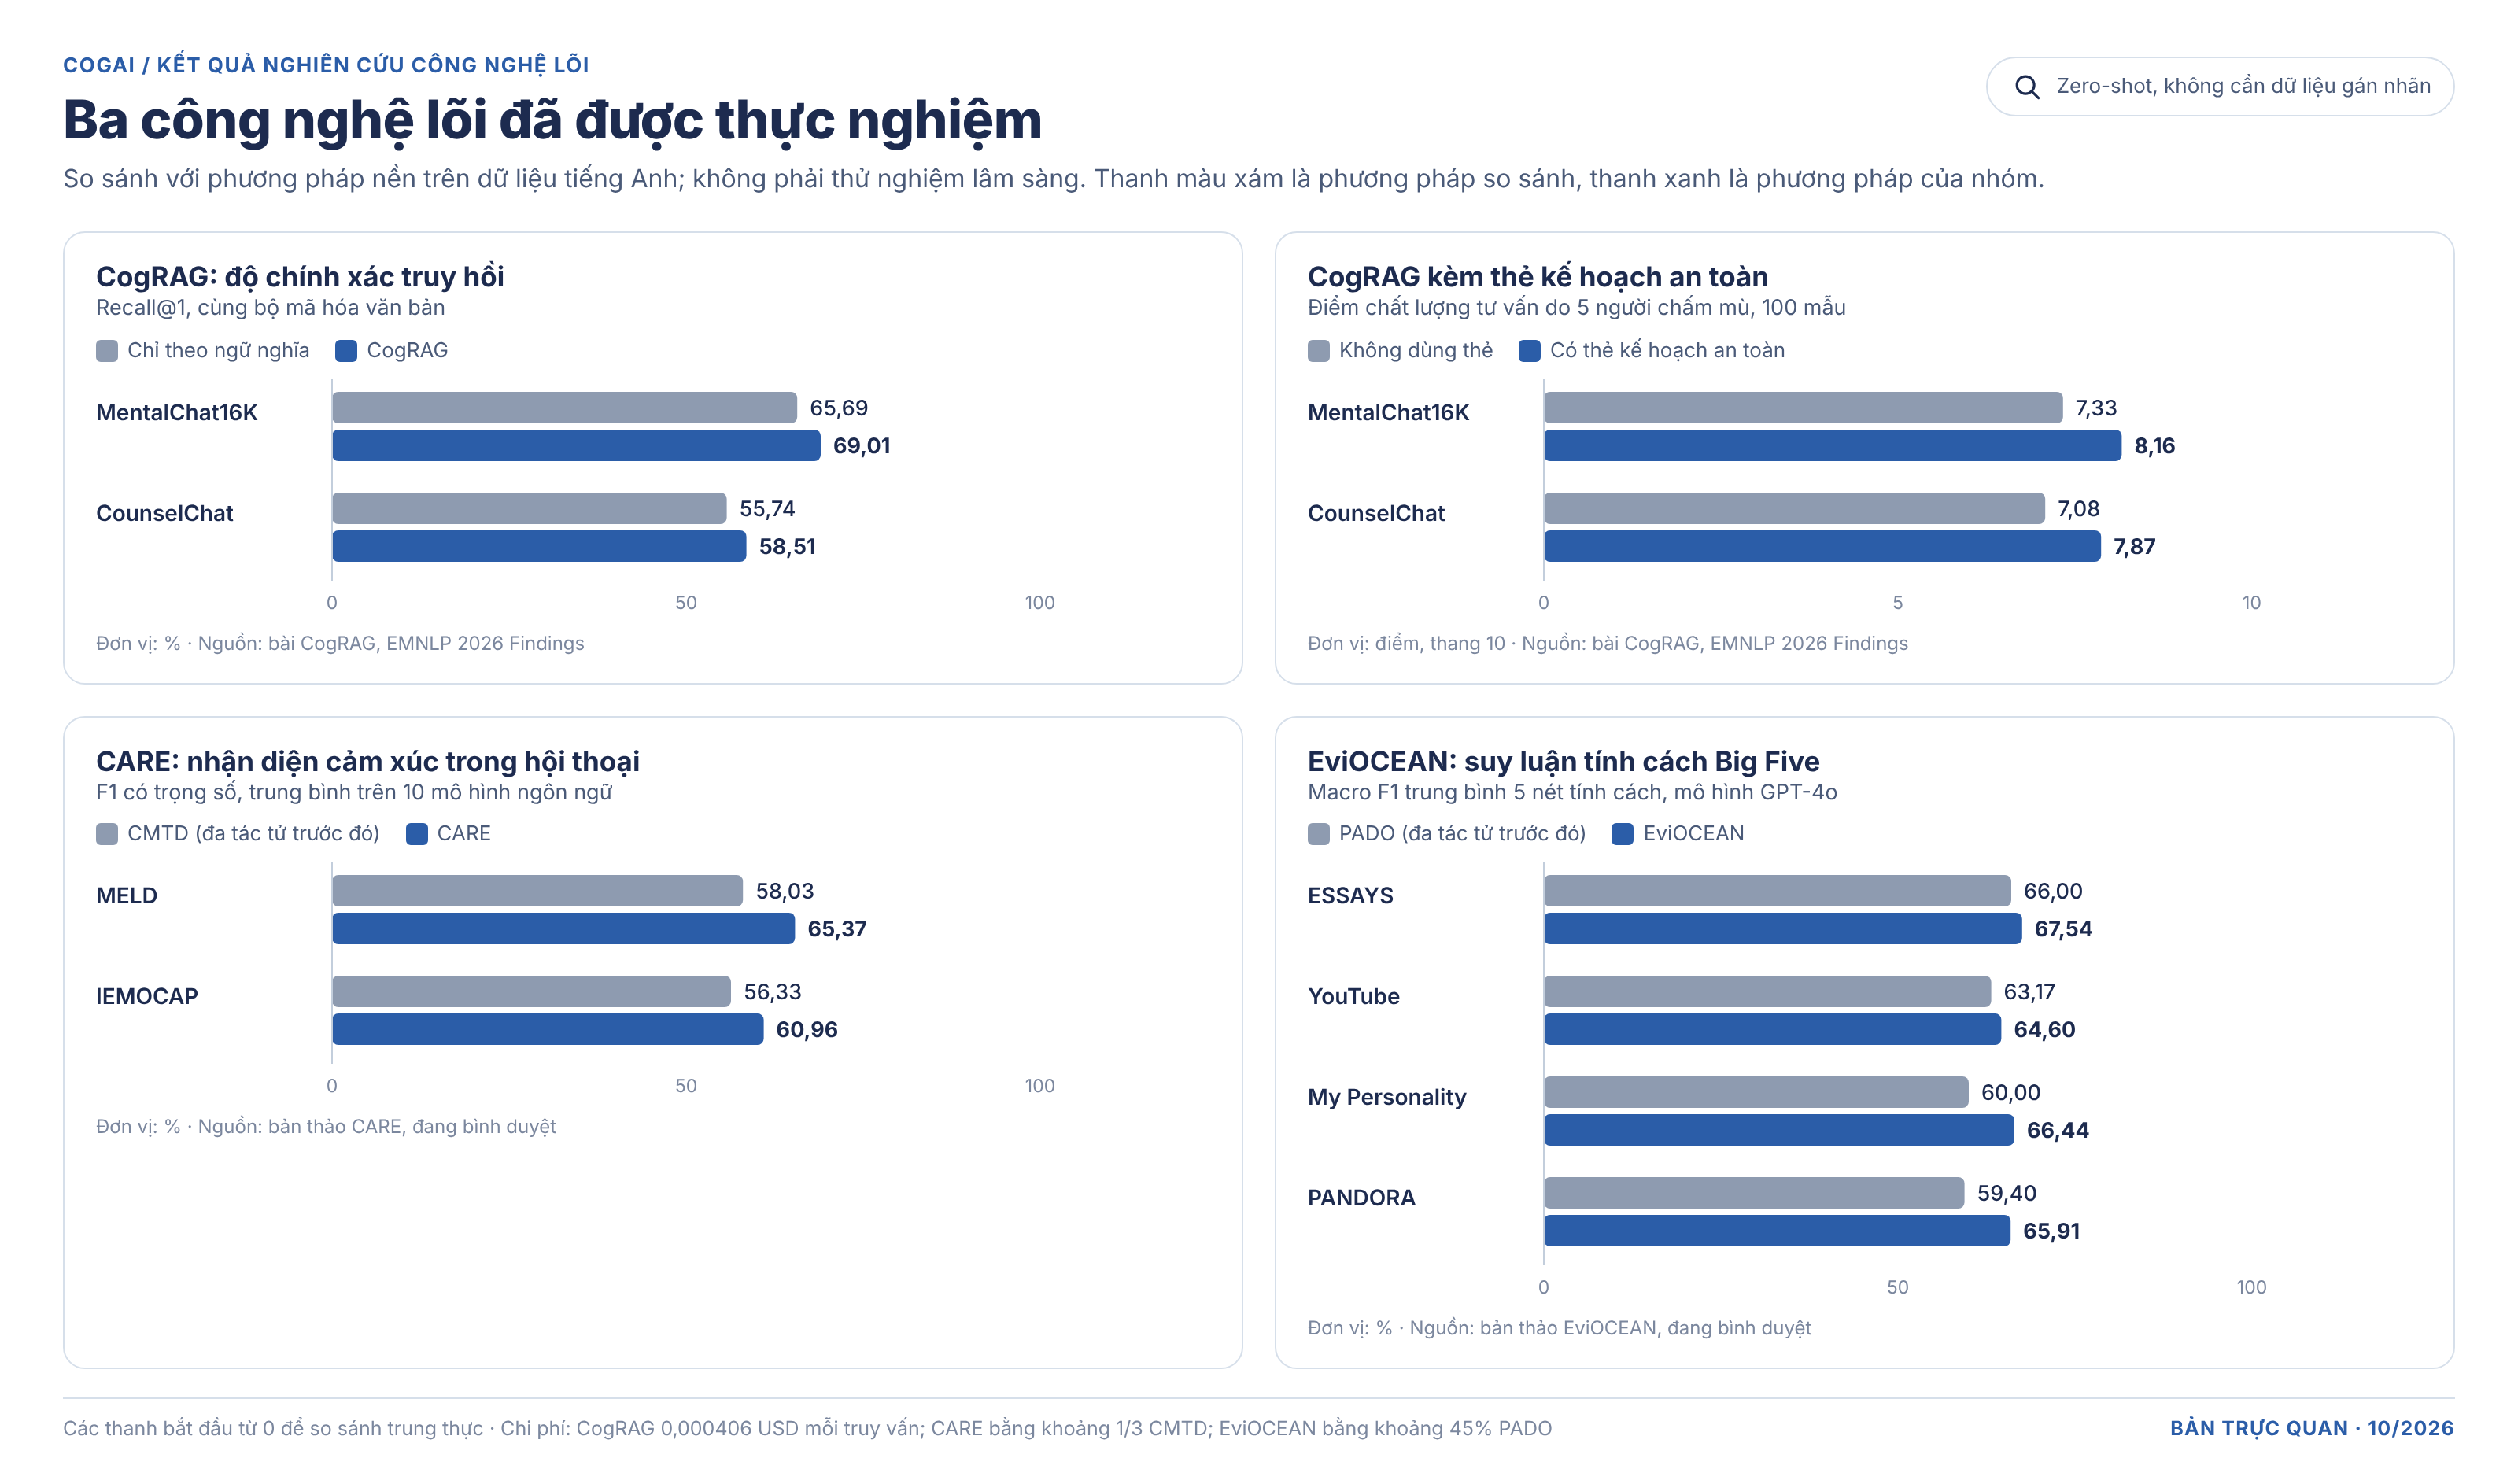 COGAI / KẾT QUẢ NGHIÊN CỨU CÔNG NGHỆ LÕI
Ba công nghệ lõi đã được thực nghiệm
So sánh với phương pháp nền trên dữ liệu tiếng Anh; không phải thử nghiệm lâm sàng. Thanh màu xám là phương pháp so sánh, thanh xanh là phương pháp của nhóm.
Zero-shot, không cần dữ liệu gán nhãn
CogRAG: độ chính xác truy hồi
Recall@1, cùng bộ mã hóa văn bản
Chỉ theo ngữ nghĩa CogRAG
MentalChat16K
65,69
69,01
CounselChat
55,74
58,51
0 50 100
Đơn vị: % · Nguồn: bài CogRAG, EMNLP 2026 Findings
CogRAG kèm thẻ kế hoạch an toàn
Điểm chất lượng tư vấn do 5 người chấm mù, 100 mẫu
Không dùng thẻ Có thẻ kế hoạch an toàn
MentalChat16K
7,33
8,16
CounselChat
7,08
7,87
0 5 10
Đơn vị: điểm, thang 10 · Nguồn: bài CogRAG, EMNLP 2026 Findings
CARE: nhận diện cảm xúc trong hội thoại
F1 có trọng số, trung bình trên 10 mô hình ngôn ngữ
CMTD (đa tác tử trước đó) CARE
MELD
58,03
65,37
IEMOCAP
56,33
60,96
0 50 100
Đơn vị: % · Nguồn: bản thảo CARE, đang bình duyệt
EviOCEAN: suy luận tính cách Big Five
Macro F1 trung bình 5 nét tính cách, mô hình GPT-4o
PADO (đa tác tử trước đó) EviOCEAN
ESSAYS
66,00
67,54
YouTube
63,17
64,60
My Personality
60,00
66,44
PANDORA
59,40
65,91
0 50 100
Đơn vị: % · Nguồn: bản thảo EviOCEAN, đang bình duyệt
Các thanh bắt đầu từ 0 để so sánh trung thực · Chi phí: CogRAG 0,000406 USD mỗi truy vấn; CARE bằng khoảng 1/3 CMTD; EviOCEAN bằng khoảng 45% PADO
BẢN TRỰC QUAN · 10/2026